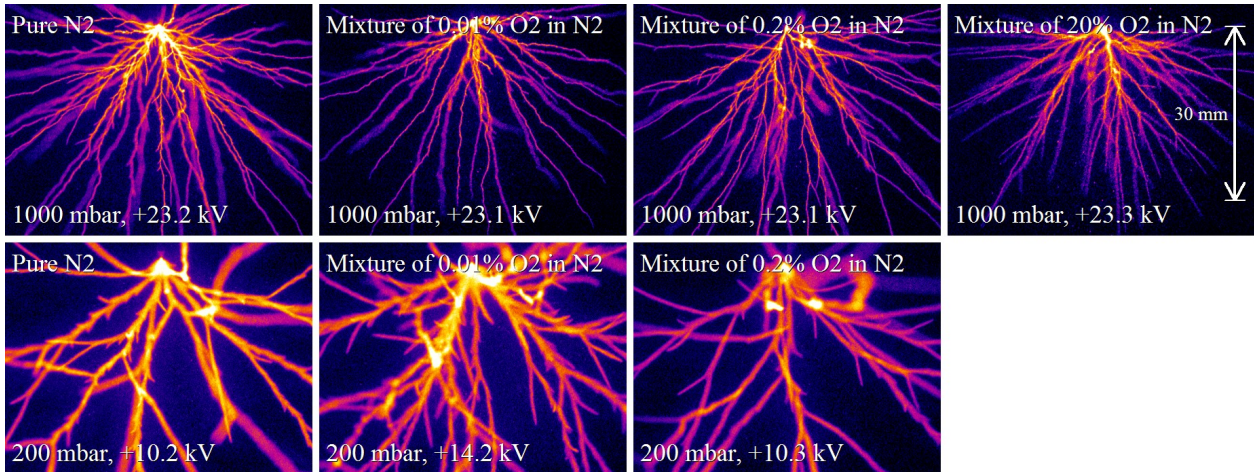 Pure N2
Mixture of 0.01% O2 in N2
Mixture of 0.2% O2 in N2
Mixture of 20% O2 in N2
30 mm
1000 mbar, +23.2 kV
1000 mbar, +23.1 kV
1000 mbar, +23.1 kV
1000 mbar, +23.3 kV
Pure N2
Mixture of 0.01% O2 in N2
Mixture of 0.2% O2 in N2
200 mbar, +10.2 kV
200 mbar, +14.2 kV
200 mbar, +10.3 kV